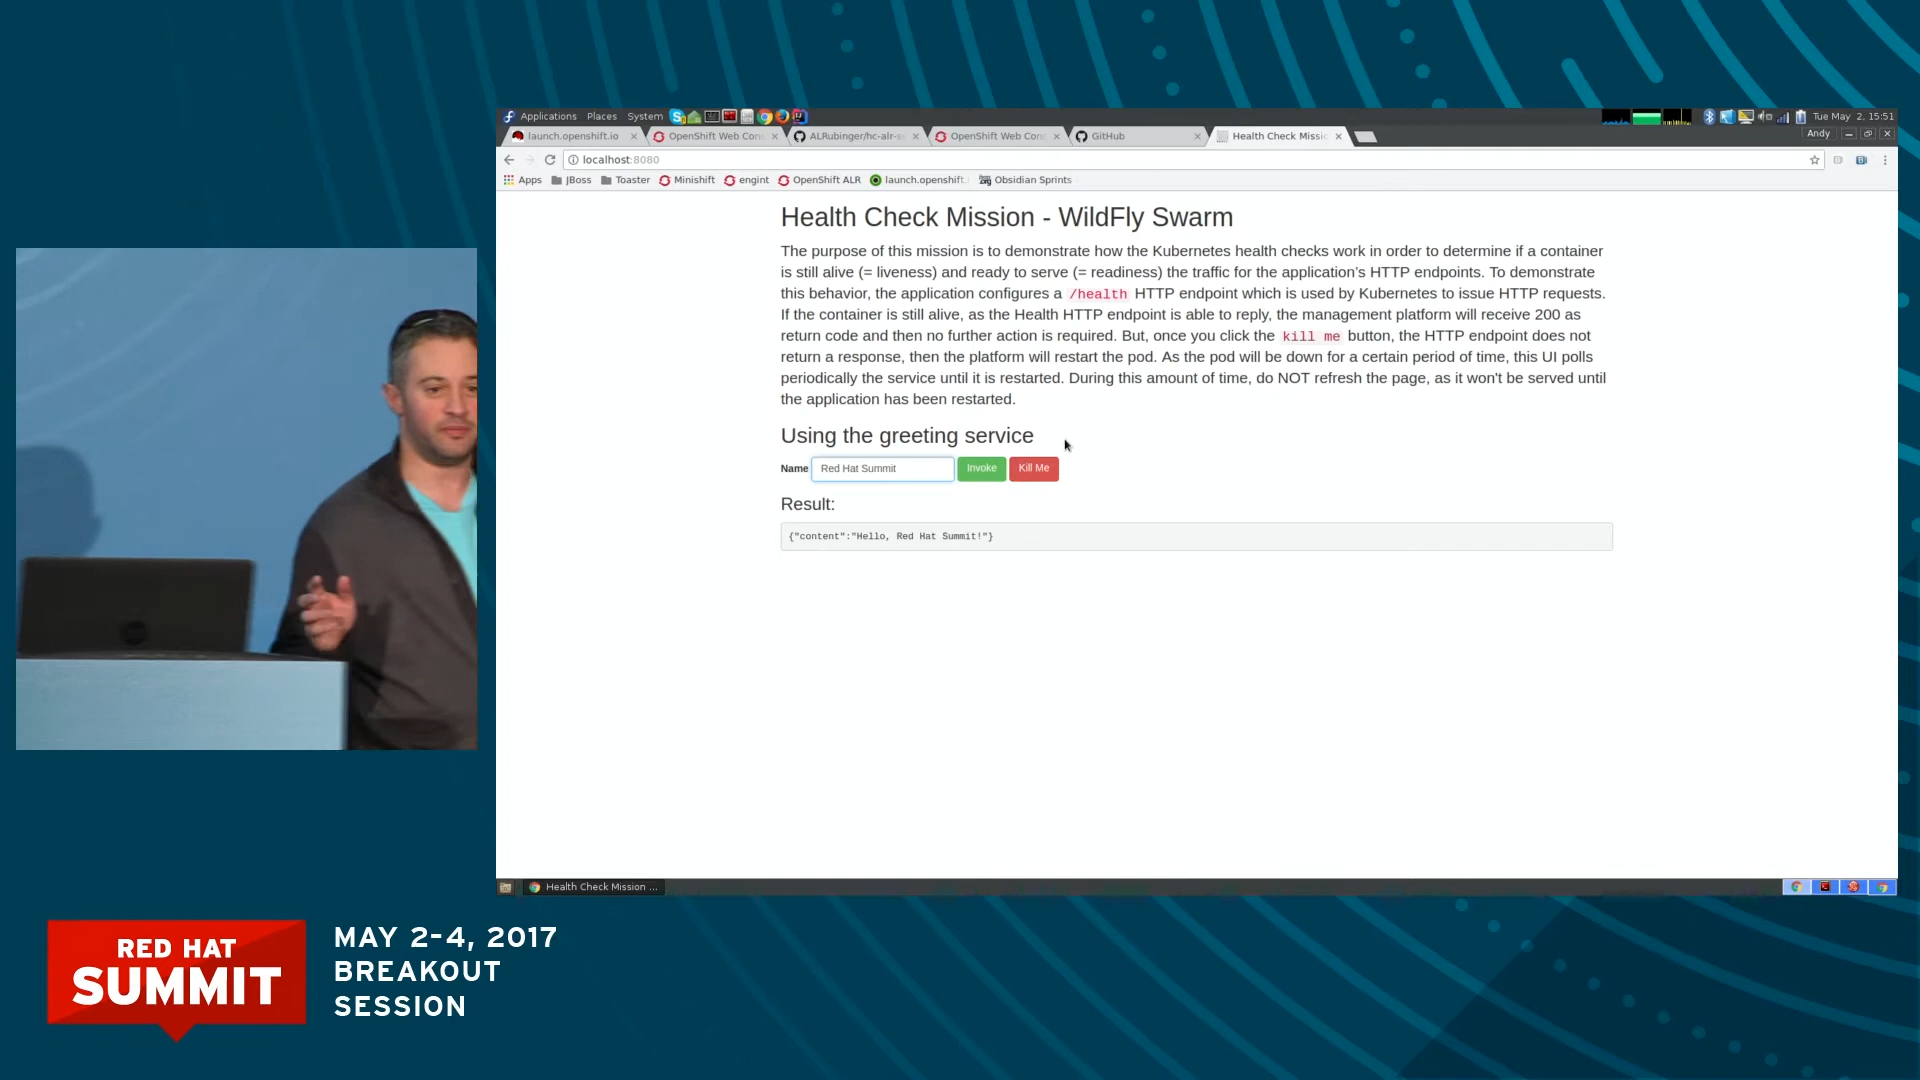 Applications Places System
Tue May 2, 15:51
launch.openshift.io
OpenShift Web Con
ALRubinger/hc-alr-s
OpenShift Web Con
GitHub
Health Check Missio
Andy
localhost:8080
Apps JBoss Toaster Minishift engint OpenShift ALR launch.openshift. Obsidian Sprints
Health Check Mission - WildFly Swarm
The purpose of this mission is to demonstrate how the Kubernetes health checks work in order to determine if a container
is still alive (= liveness) and ready to serve (= readiness) the traffic for the application's HTTP endpoints. To demonstrate
this behavior, the application configures a /health HTTP endpoint which is used by Kubernetes to issue HTTP requests.
If the container is still alive, as the Health HTTP endpoint is able to reply, the management platform will receive 200 as
return code and then no further action is required. But, once you click the kill me button, the HTTP endpoint does not
return a response, then the platform will restart the pod. As the pod will be down for a certain period of time, this UI polls
periodically the service until it is restarted. During this amount of time, do NOT refresh the page, as it won't be served until
the application has been restarted.
Using the greeting service
Name Red Hat Summit Invoke Kill Me
Result:
{"content":"Hello, Red Hat Summit!"}
Health Check Mission ...
RED HAT
SUMMIT
MAY 2-4, 2017
BREAKOUT
SESSION